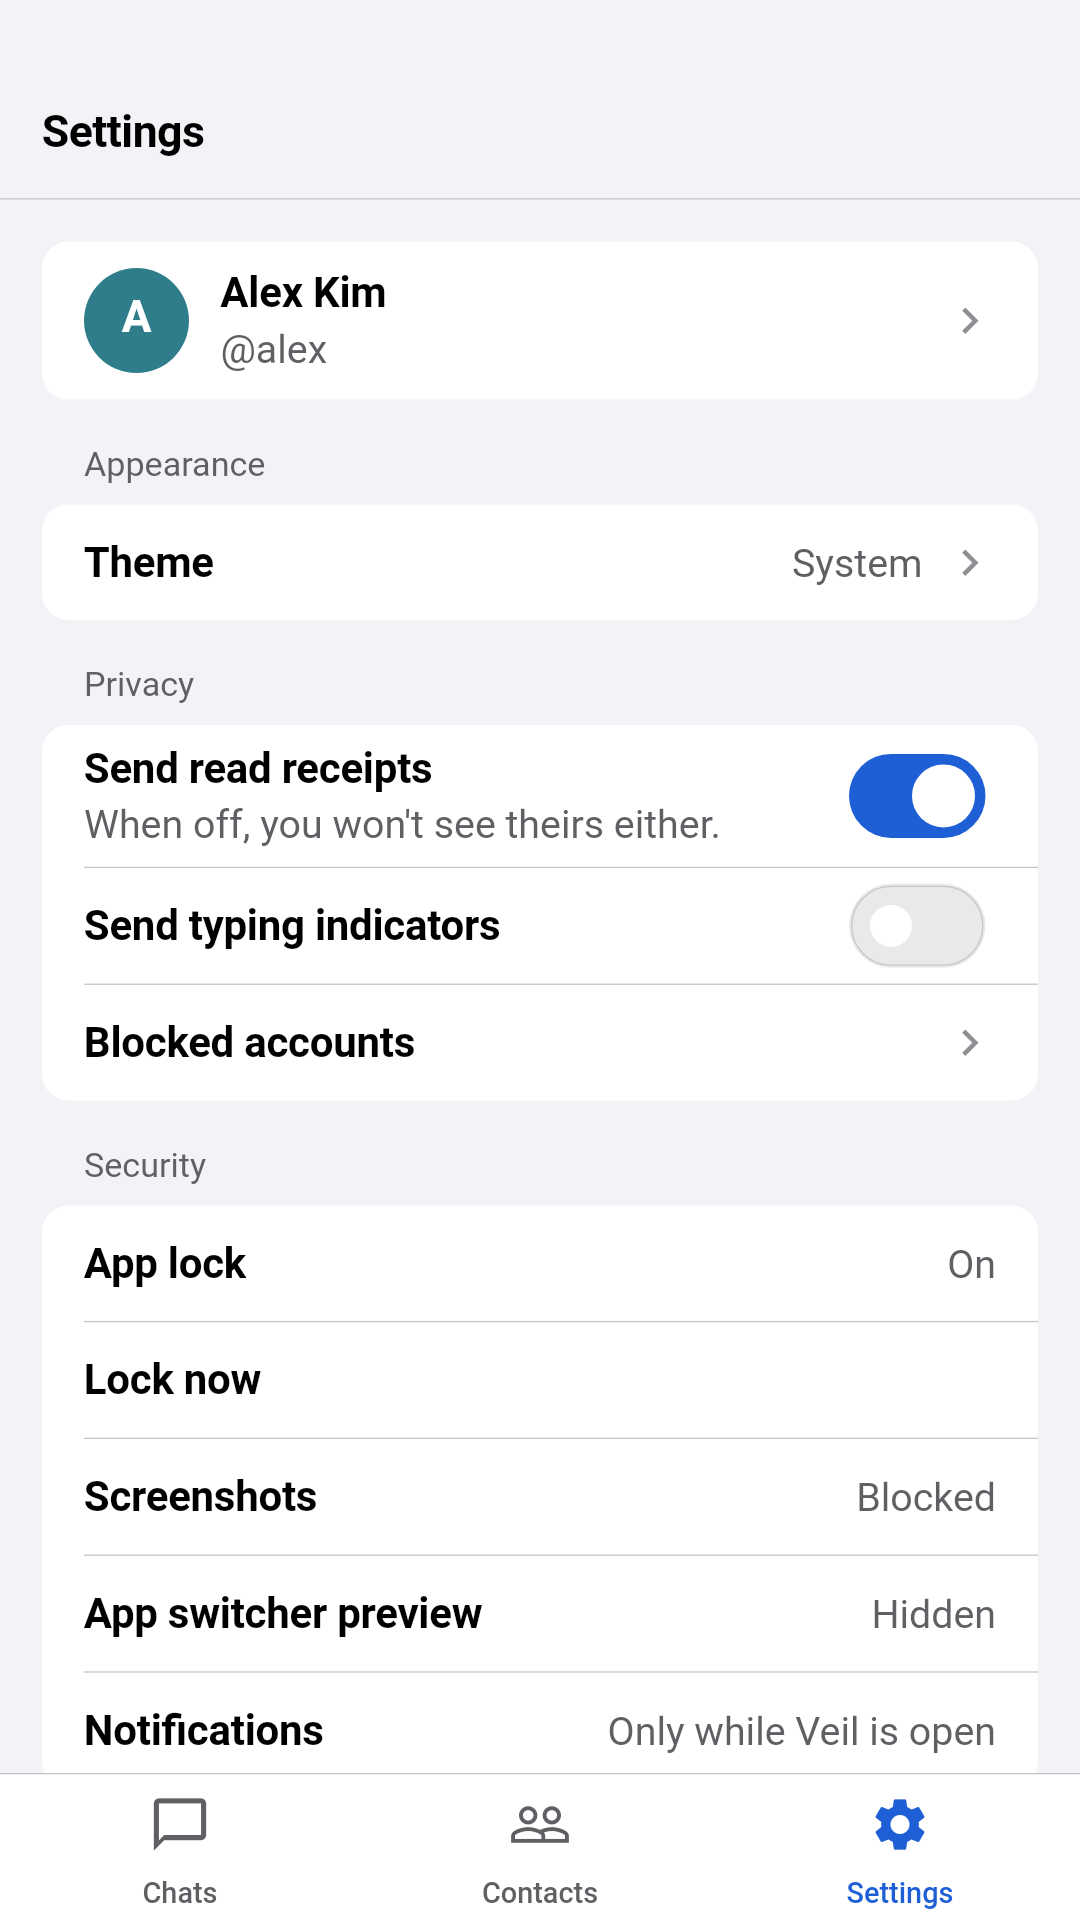 Settings
A
Alex Kim
@alex
Appearance
Theme
System
Privacy
Send read receipts
When off, you won't see theirs either.
Send typing indicators
Blocked accounts
Security
App lock
On
Lock now
Screenshots
Blocked
App switcher preview
Hidden
Notifications
Only while Veil is open
Chats
Contacts
Settings